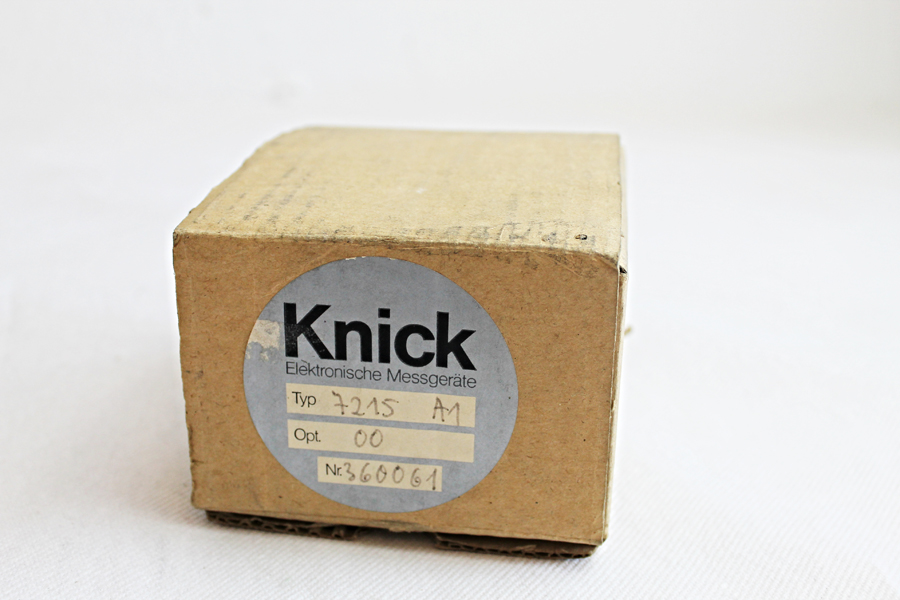 Knick
Elektronische Messgeräte
Typ 7215 A1
Opt. 00
Nr. 360061